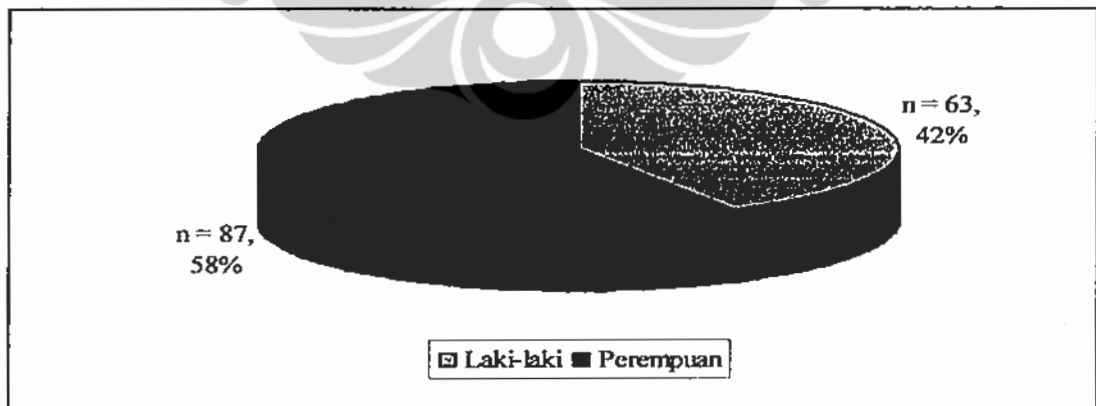 n = 63,
42%
n = 87,
58%
Laki-laki Perempuan